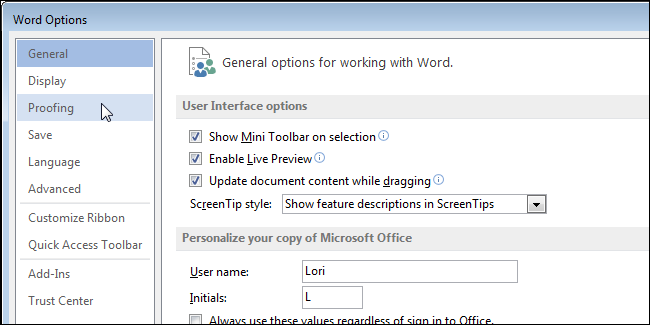 Word Options
General
Display
Proofing
Save
Language
Advanced
Customize Ribbon
Quick Access Toolbar
Add-Ins
Trust Center
General options for working with Word.
User Interface options
Show Mini Toolbar on selection
Enable Live Preview
Update document content while dragging
ScreenTip style: Show feature descriptions in ScreenTips
Personalize your copy of Microsoft Office
User name: Lori
Initials: L
Always use these values regardless of sign in to Office.